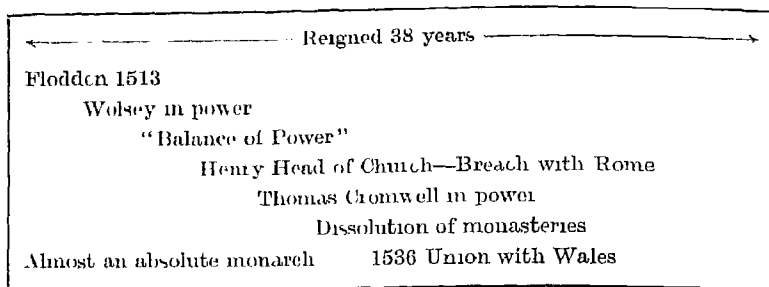 Reigned 38 years
Flodden 1513
Wolsey in power
“Balance of Power”
Henry Head of Church—Breach with Rome
Thomas Cromwell in power
Dissolution of monasteries
Almost an absolute monarch 1536 Union with Wales